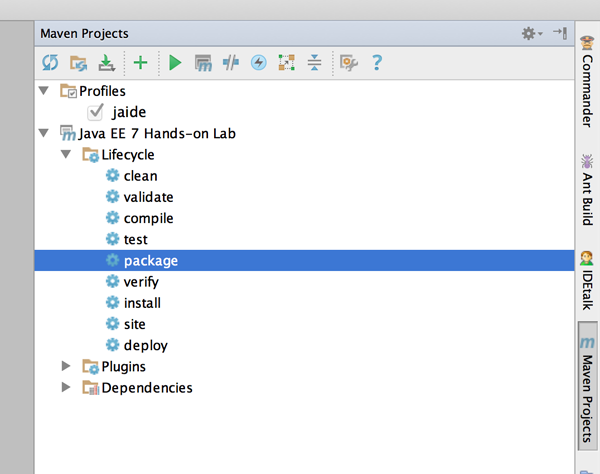 Maven Projects
Profiles
jaide
Java EE 7 Hands-on Lab
Lifecycle
clean
validate
compile
test
package
verify
install
site
deploy
Plugins
Dependencies
Commander
Ant Build
IDEtalk
m Maven Projects